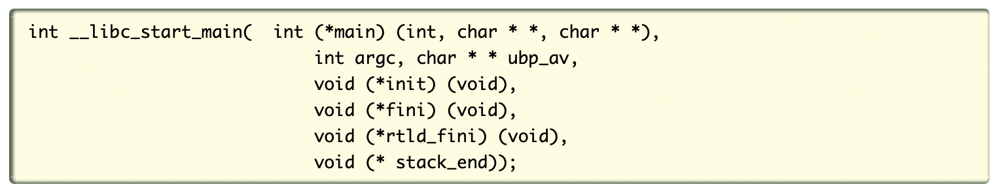 int __libc_start_main(  int (*main) (int, char * *, char * *),
                            int argc, char * * ubp_av,
                            void (*init) (void),
                            void (*fini) (void),
                            void (*rtld_fini) (void),
                            void (* stack_end));